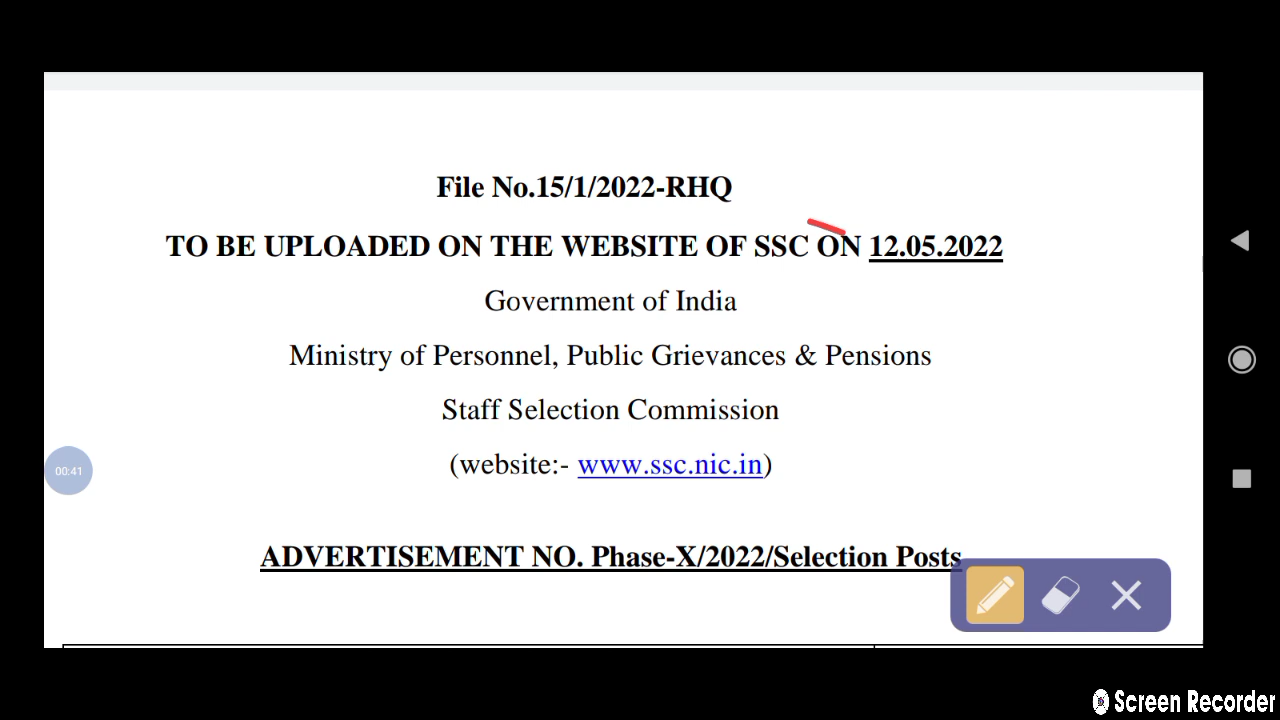 File No.15/1/2022-RHQ
TO BE UPLOADED ON THE WEBSITE OF SSC ON 12.05.2022
Government of India
Ministry of Personnel, Public Grievances & Pensions
Staff Selection Commission
(website:- www.ssc.nic.in)
00:41
ADVERTISEMENT NO. Phase-X/2022/Selection Posts
Screen Recorder